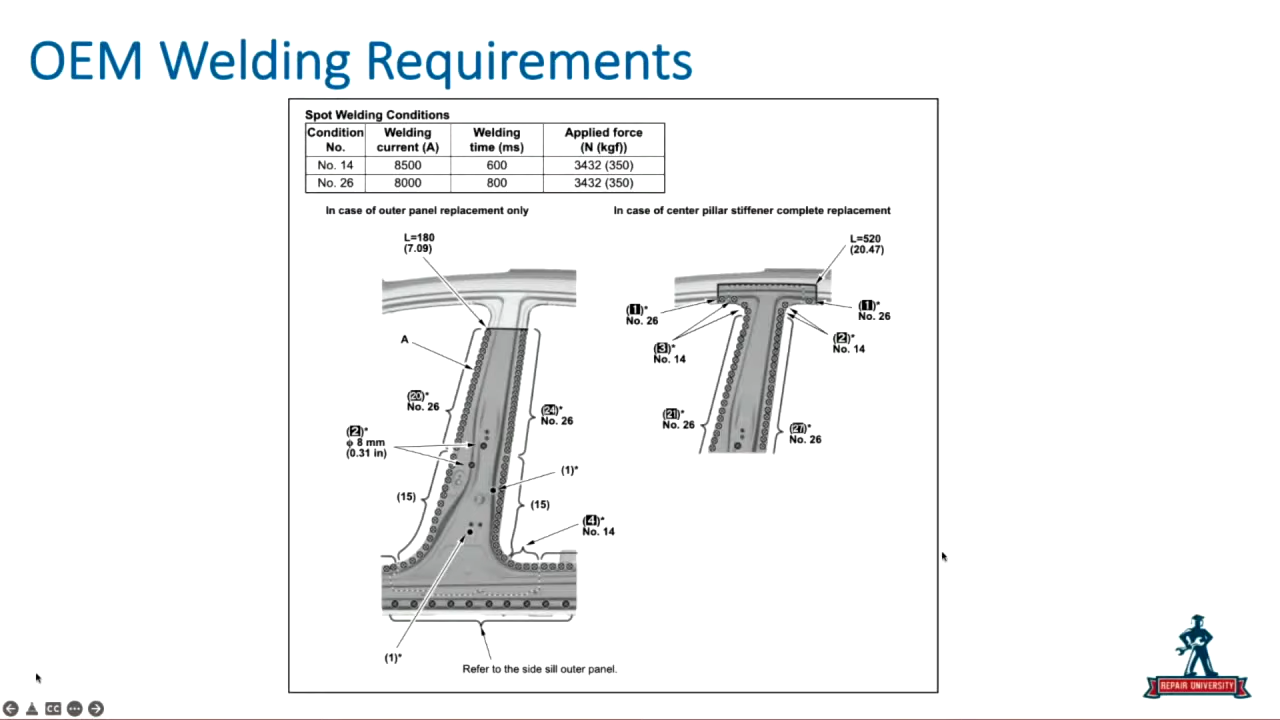 OEM Welding Requirements
Spot Welding Conditions
Condition No. Welding current (A) Welding time (ms) Applied force (N (kgf))
No. 14 8500 600 3432 (350)
No. 26 8000 800 3432 (350)
In case of outer panel replacement only
L=180
(7.09)
A
(20)*
No. 26
(24)*
No. 26
(2)*
φ 8 mm
(0.31 in)
(1)*
(15)
(15)
(4)*
No. 14
(1)*
Refer to the side sill outer panel.
In case of center pillar stiffener complete replacement
L=520
(20.47)
(1)*
No. 26
(1)*
No. 26
(3)*
No. 14
(2)*
No. 14
(21)*
No. 26
(27)*
No. 26
REPAIR UNIVERSITY
CC